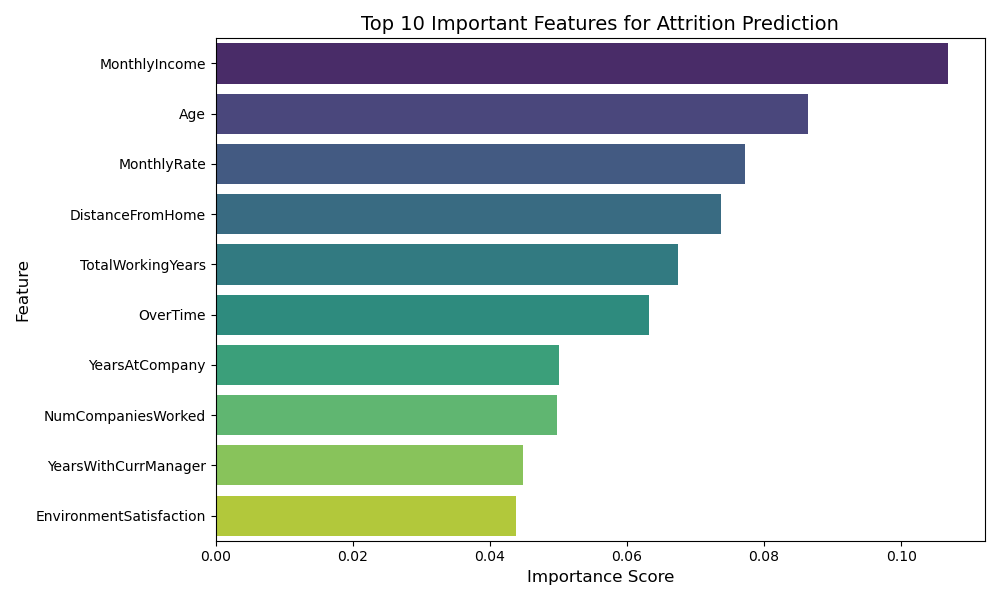 Top 10 Important Features for Attrition Prediction
MonthlyIncome
Age
MonthlyRate
DistanceFromHome
TotalWorkingYears
OverTime
YearsAtCompany
NumCompaniesWorked
YearsWithCurrManager
EnvironmentSatisfaction
Feature
0.00 0.02 0.04 0.06 0.08 0.10
Importance Score